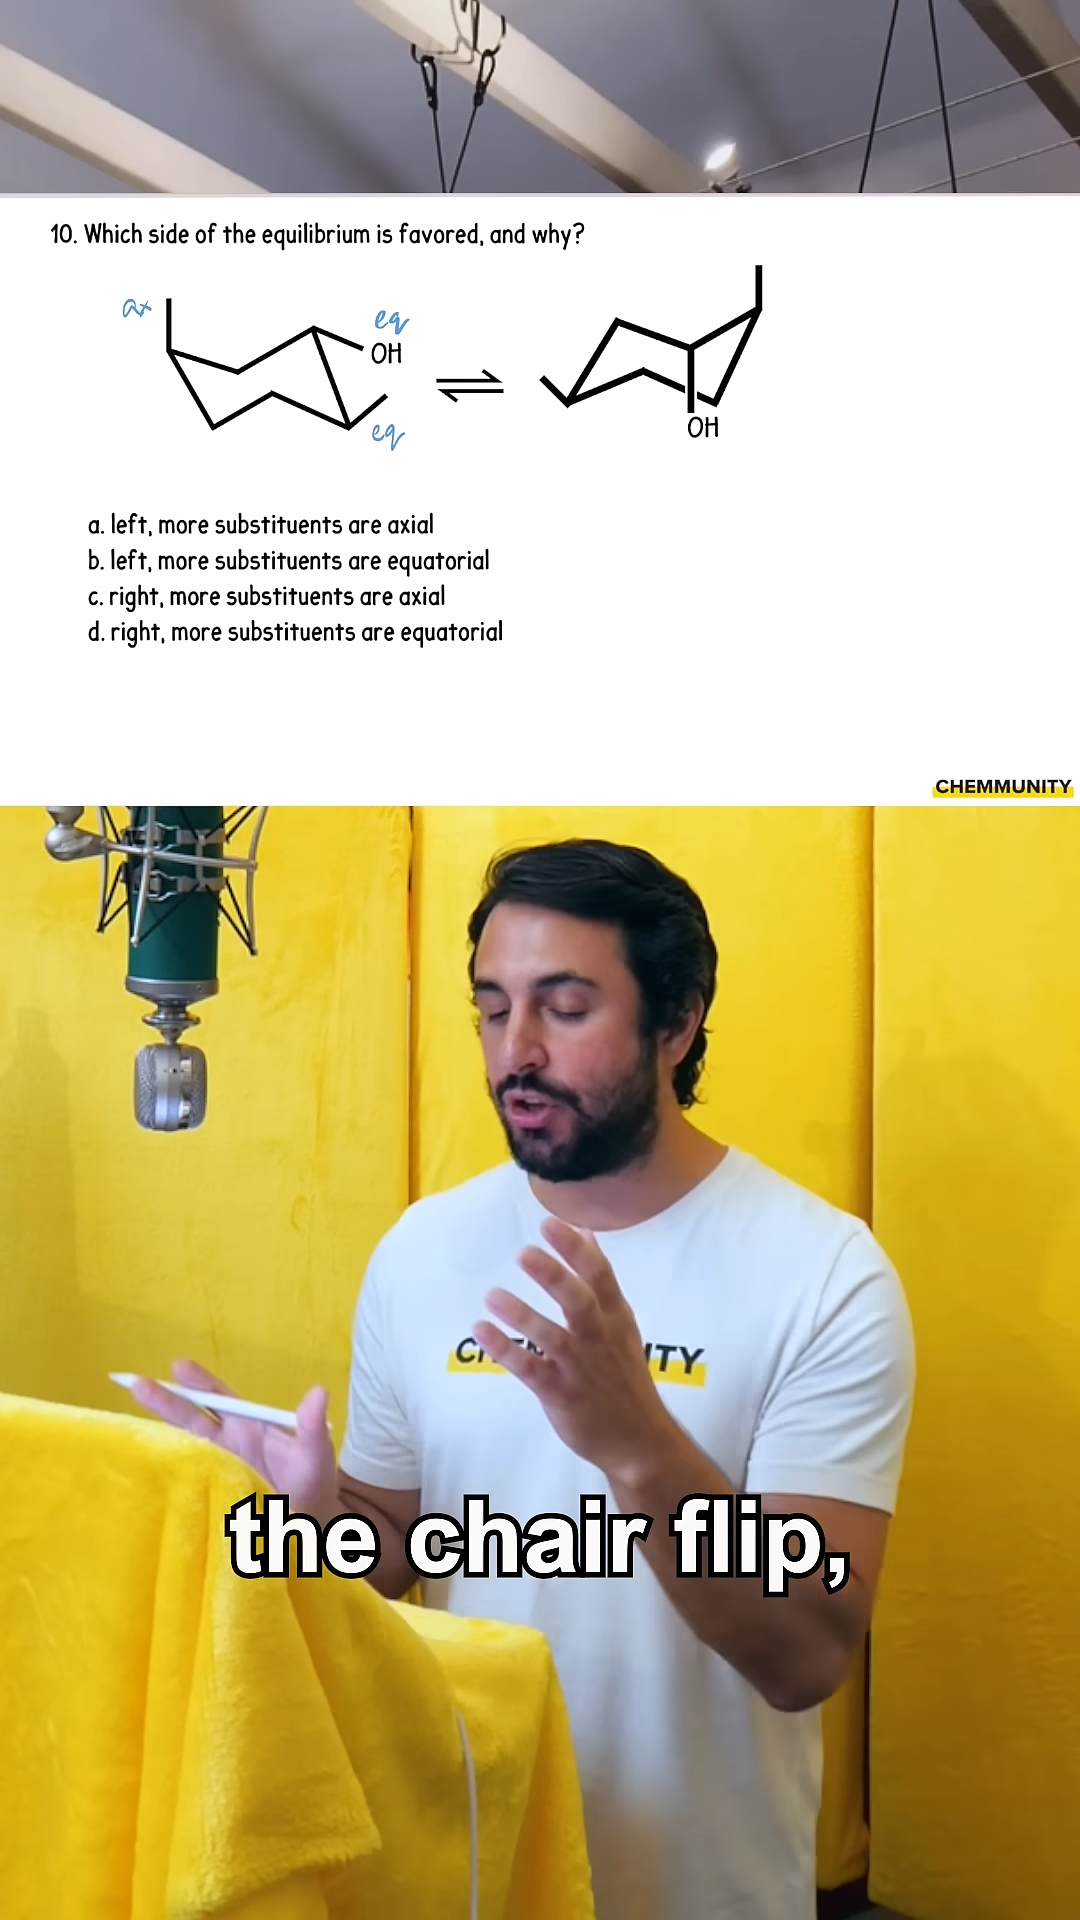 10. Which side of the equilibrium is favored, and why?
ax
eq
OH
eq
OH
a. left, more substituents are axial
b. left, more substituents are equatorial
c. right, more substituents are axial
d. right, more substituents are equatorial
CHEMMUNITY
the chair flip,